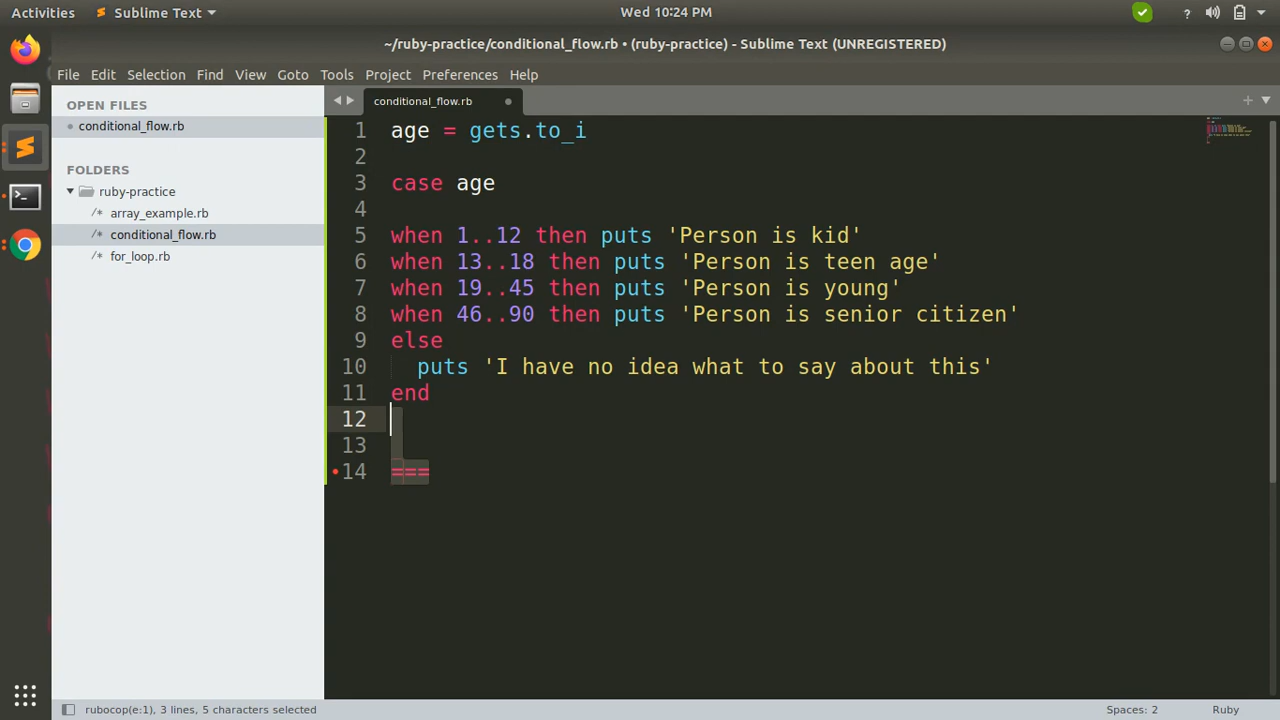 Activities Sublime Text Wed 10:24 PM ?
~/ruby-practice/conditional_flow.rb • (ruby-practice) - Sublime Text (UNREGISTERED)
File Edit Selection Find View Goto Tools Project Preferences Help
OPEN FILES
conditional_flow.rb
FOLDERS
ruby-practice
/* array_example.rb
/* conditional_flow.rb
/* for_loop.rb
conditional_flow.rb
1 age = gets.to_i
2
3 case age
4
5 when 1..12 then puts 'Person is kid'
6 when 13..18 then puts 'Person is teen age'
7 when 19..45 then puts 'Person is young'
8 when 46..90 then puts 'Person is senior citizen'
9 else
10 puts 'I have no idea what to say about this'
11 end
12
13
14 ===
rubocop(e:1), 3 lines, 5 characters selected Spaces: 2 Ruby